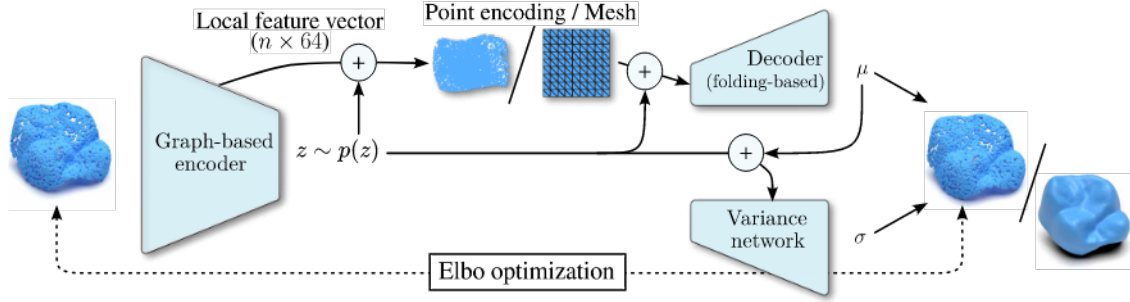 Local feature vector
(n × 64)
Point encoding / Mesh
+
+
Decoder
(folding-based)
μ
Graph-based
encoder
z ∼ p(z)
+
Variance
network
σ
Elbo optimization